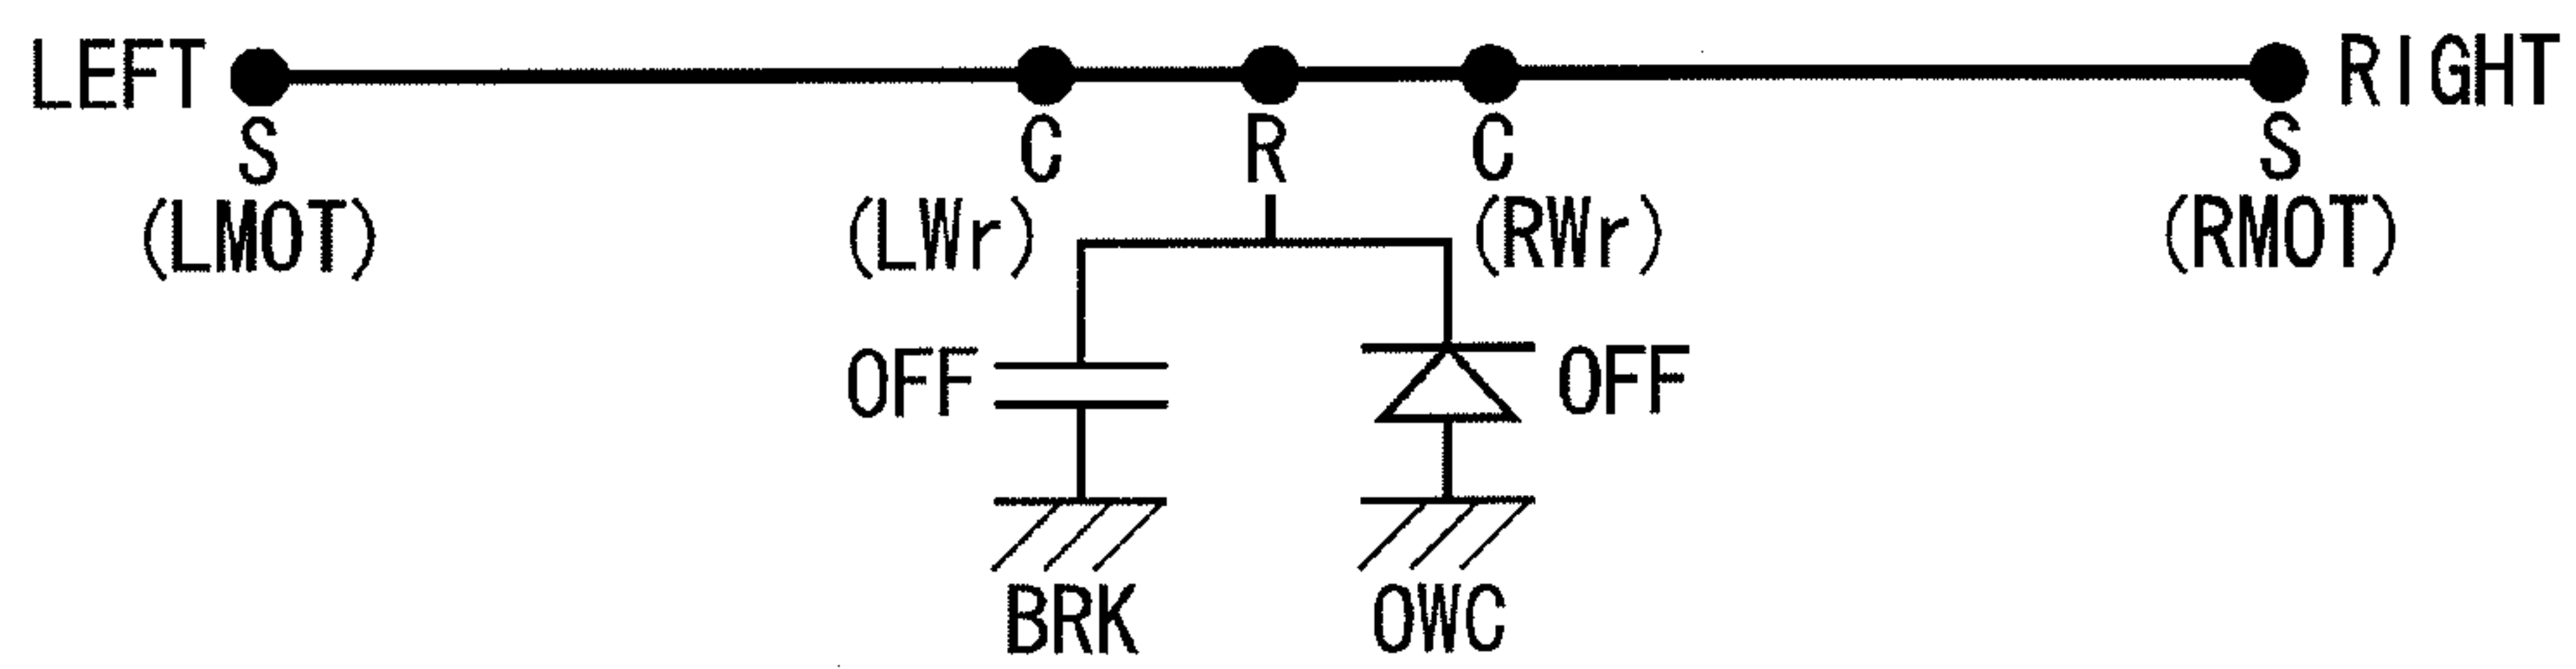 LEFT RIGHT
S C R C S
(LMOT) (LWr) (RWr) (RMOT)
OFF OFF
BRK OWC